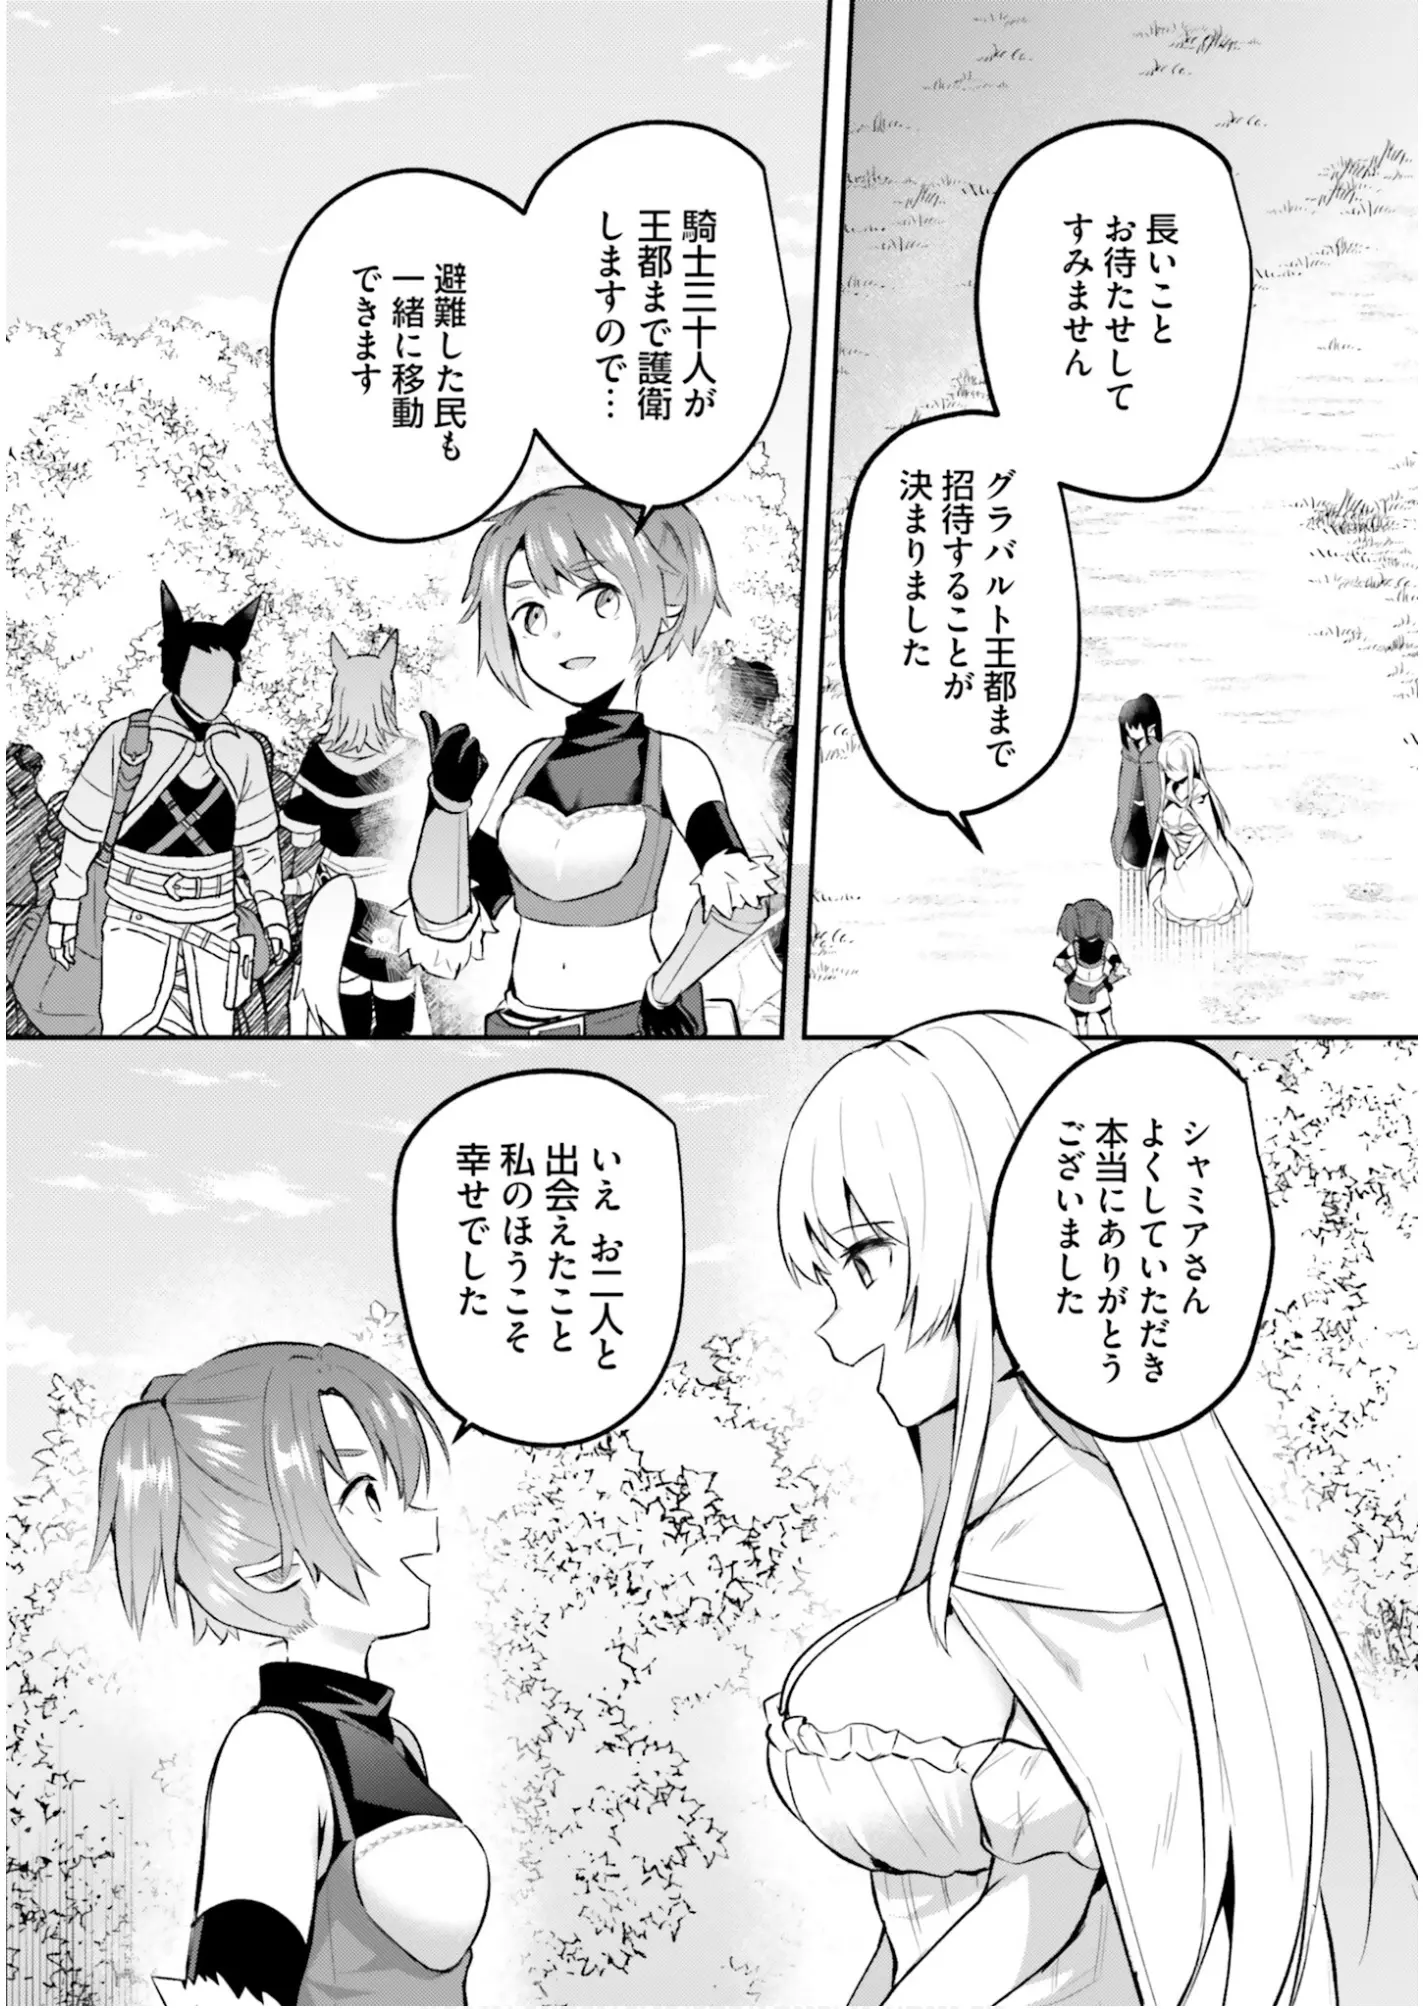 長いこと
お待たせして
すみません
グラバルト王都まで
招待することが
決まりました
騎士三十人が
王都まで護衛
しますので…
避難した民も
一緒に移動
できます
シャミアさん
よくしていただき
本当にありがとう
ございました
いえ お二人と
出会えたこと
私のほうこそ
幸せでした